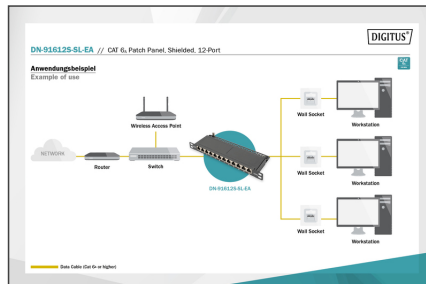 DIGITUS®
DN-91612S-SL-EA // CAT 6A Patch Panel, Shielded, 12-Port
CAT
Anwendungsbeispiel
Example of use
Wireless Access Point
NETWORK
Router
Switch
DN-91612S-SL-EA
Wall Socket
Workstation
Wall Socket
Workstation
Wall Socket
Workstation
Data Cable (Cat 6A or higher)